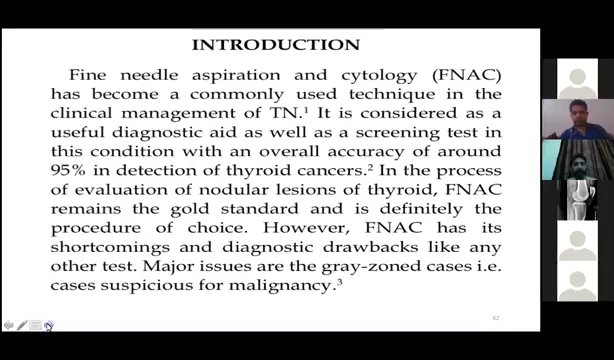 INTRODUCTION
Fine needle aspiration and cytology (FNAC)
has become a commonly used technique in the
clinical management of TN.¹ It is considered as a
useful diagnostic aid as well as a screening test in
this condition with an overall accuracy of around
95% in detection of thyroid cancers.² In the process
of evaluation of nodular lesions of thyroid, FNAC
remains the gold standard and is definitely the
procedure of choice. However, FNAC has its
shortcomings and diagnostic drawbacks like any
other test. Major issues are the gray-zoned cases i.e.
cases suspicious for malignancy.³
62